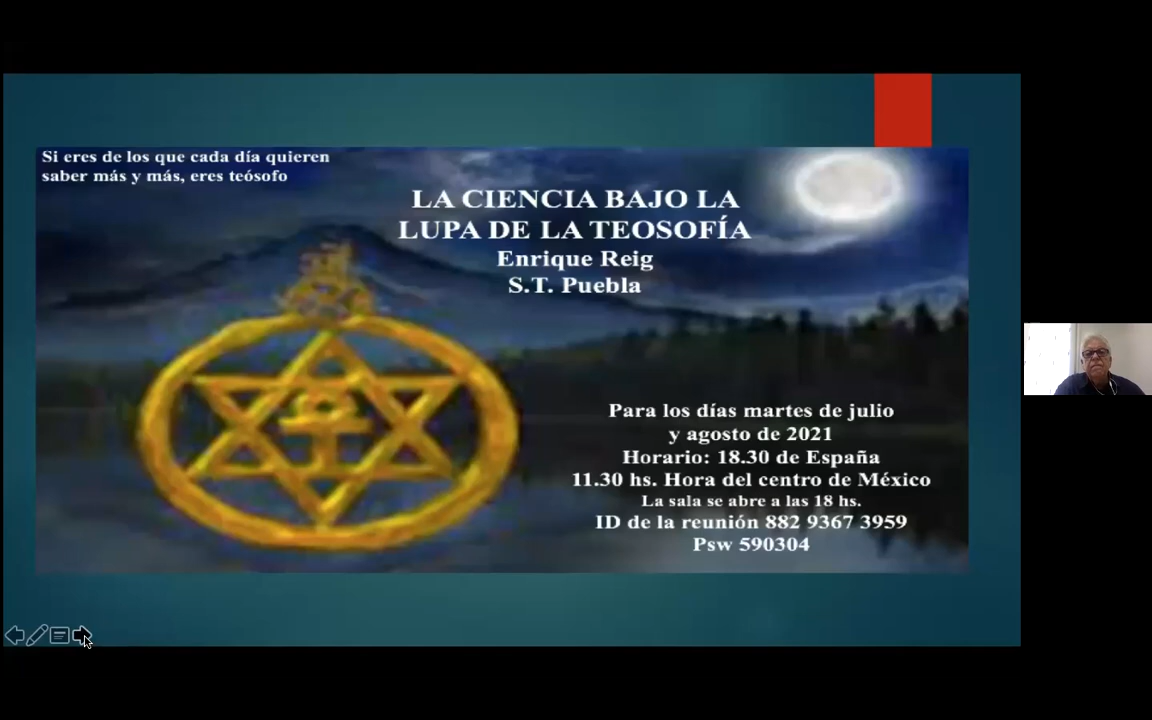 Si eres de los que cada día quieren
saber más y más, eres teósofo
LA CIENCIA BAJO LA
LUPA DE LA TEOSOFÍA
Enrique Reig
S.T. Puebla
Para los días martes de julio
y agosto de 2021
Horario: 18.30 de España
11.30 hs. Hora del centro de México
La sala se abre a las 18 hs.
ID de la reunión 882 9367 3959
Psw 590304